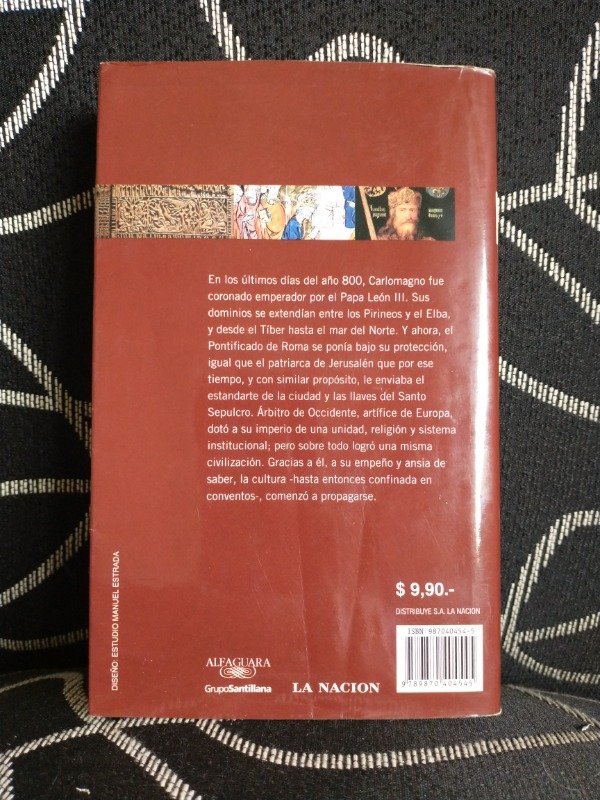 En los últimos días del año 800, Carlomagno fue
coronado emperador por el Papa León III. Sus
dominios se extendían entre los Pirineos y el Elba,
y desde el Tíber hasta el mar del Norte. Y ahora, el
Pontificado de Roma se ponía bajo su protección,
igual que el patriarca de Jerusalén que por ese
tiempo, y con similar propósito, le enviaba el
estandarte de la ciudad y las llaves del Santo
Sepulcro. Árbitro de Occidente, artífice de Europa,
dotó a su imperio de una unidad, religión y sistema
institucional; pero sobre todo logró una misma
civilización. Gracias a él, a su empeño y ansia de
saber, la cultura -hasta entonces confinada en
conventos-, comenzó a propagarse.
$ 9,90.-
DISTRIBUYE S.A. LA NACION
ISBN 987040454-5
9 789870 404545
DISEÑO: ESTUDIO MANUEL ESTRADA
ALFAGUARA
GrupoSantillana
LA NACION